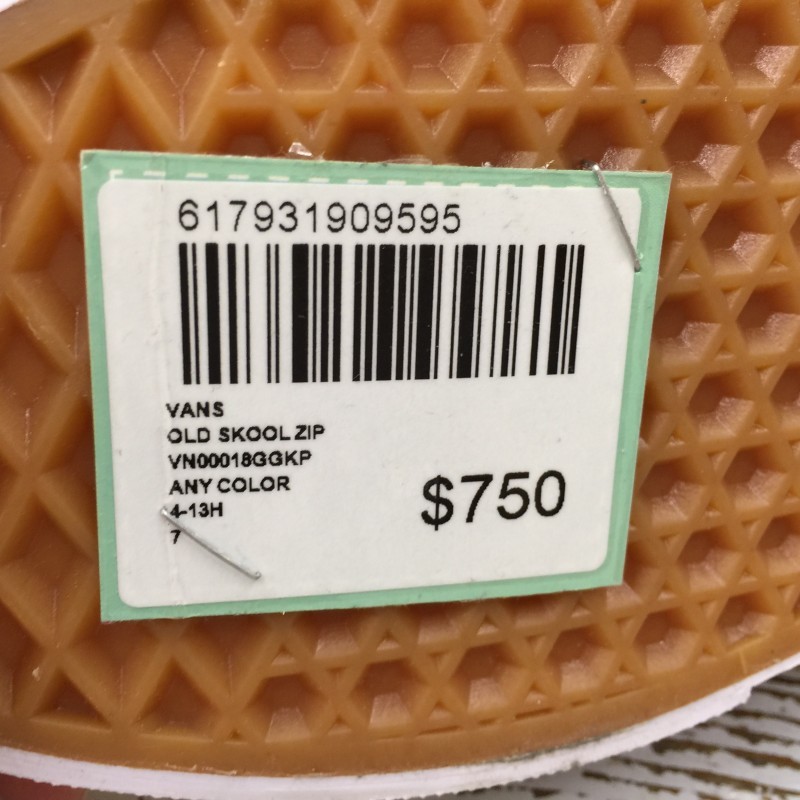 617931909595
VANS
OLD SKOOL ZIP
VN00018GGKP
ANY COLOR
4-13H
7
$750